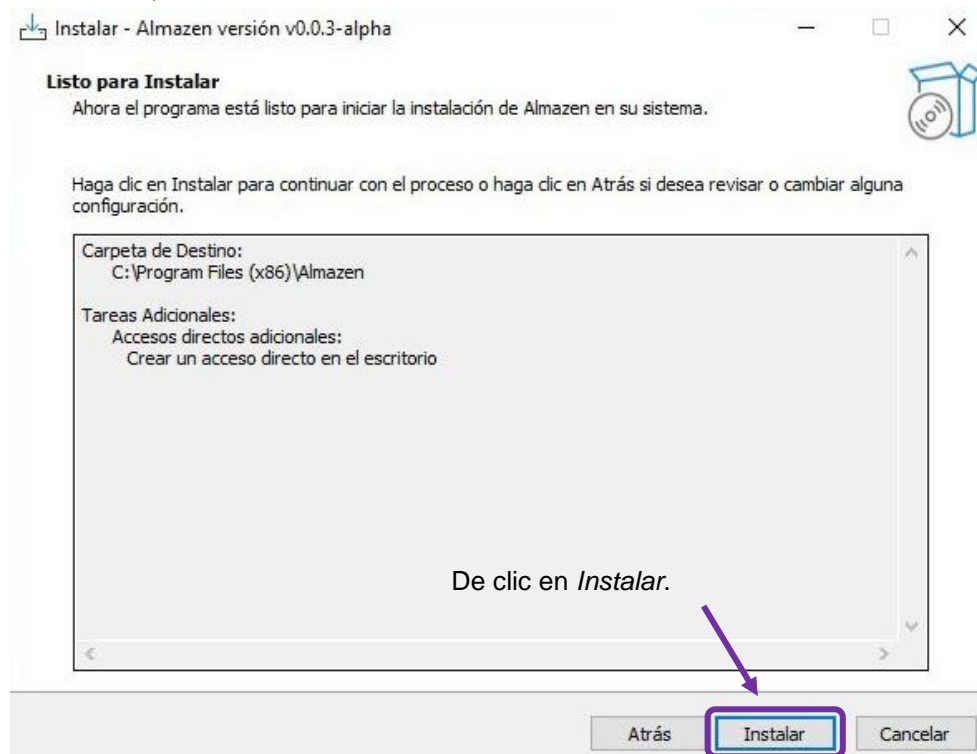 Instalar - Almazen versión v0.0.3-alpha
Listo para Instalar
Ahora el programa está listo para iniciar la instalación de Almazen en su sistema.
Haga clic en Instalar para continuar con el proceso o haga clic en Atrás si desea revisar o cambiar alguna
configuración.
Carpeta de Destino:
C:\Program Files (x86)\Almazen
Tareas Adicionales:
Accesos directos adicionales:
Crear un acceso directo en el escritorio
De clic en Instalar.
Atrás
Instalar
Cancelar